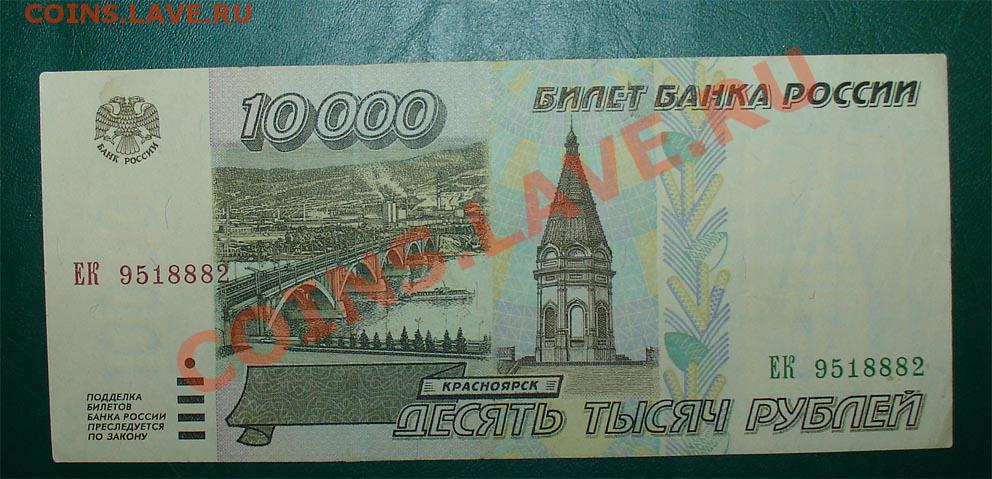 COINS.LAVE.RU
10 000
БИЛЕТ БАНКА РОССИИ
БАНК РОССИИ
COINS.LAVE.RU
ЕК 9518882
ЕК 9518882
КРАСНОЯРСК
ПОДДЕЛКА
БИЛЕТОВ
БАНКА РОССИИ
ПРЕСЛЕДУЕТСЯ
ПО ЗАКОНУ
ДЕСЯТЬ ТЫСЯЧ РУБЛЕЙ